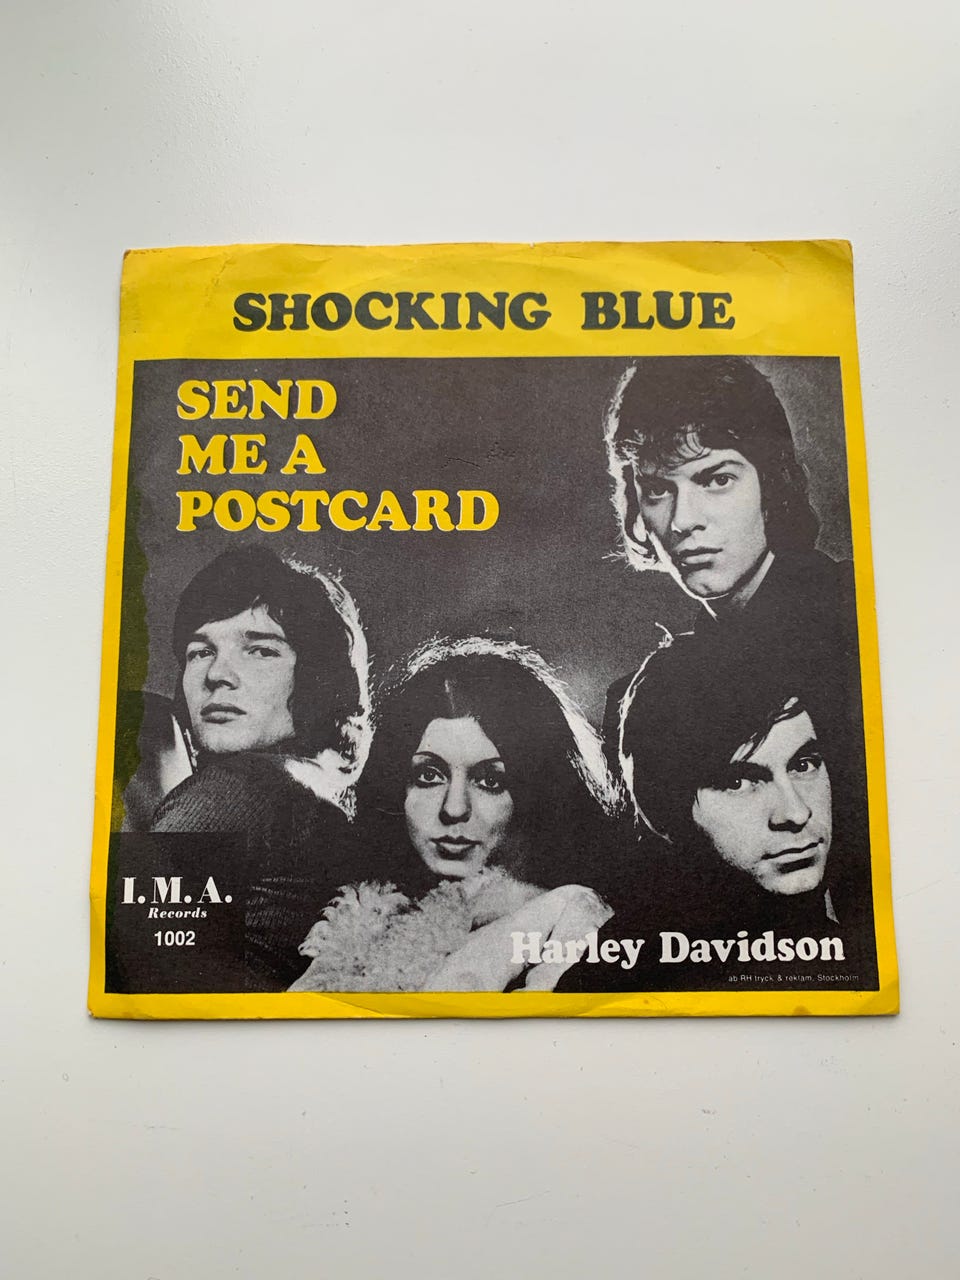 SHOCKING BLUE
SEND
ME A
POSTCARD
I.M.A.
Records
1002
Harley Davidson
ab RH tryck & reklam, Stockholm